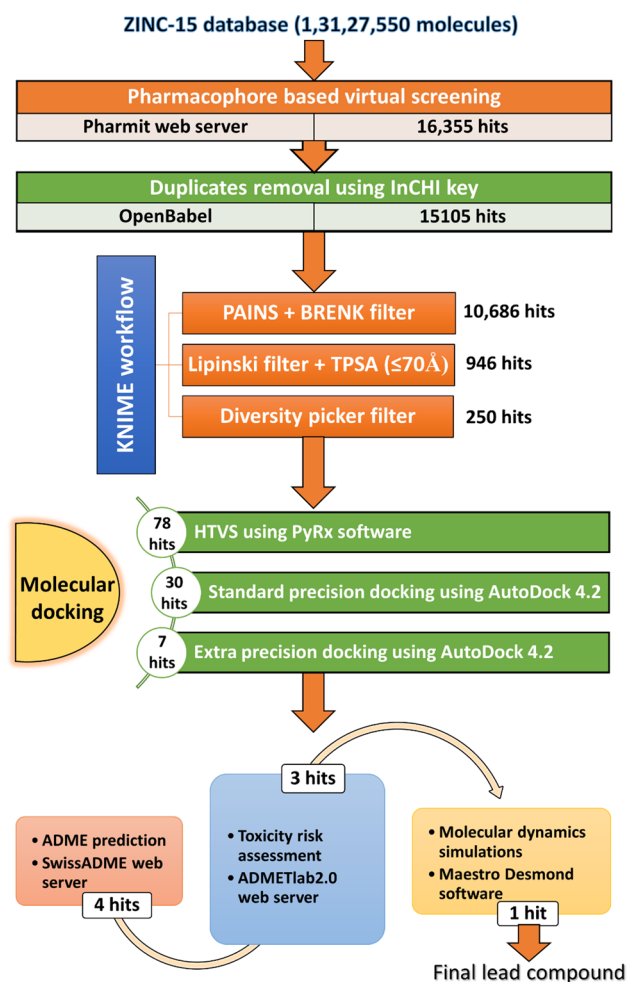 ZINC-15 database (1,31,27,550 molecules)
Pharmacophore based virtual screening
Pharmit web server
16,355 hits
Duplicates removal using InCHI key
OpenBabel
15105 hits
KNIME workflow
PAINS + BRENK filter
10,686 hits
Lipinski filter + TPSA (≤70Å)
946 hits
Diversity picker filter
250 hits
Molecular
docking
78
hits
HTVS using PyRx software
30
hits
Standard precision docking using AutoDock 4.2
7
hits
Extra precision docking using AutoDock 4.2
• ADME prediction
• SwissADME web
server
4 hits
3 hits
• Toxicity risk
assessment
• ADMETlab2.0
web server
• Molecular dynamics
simulations
• Maestro Desmond
software
1 hit
Final lead compound